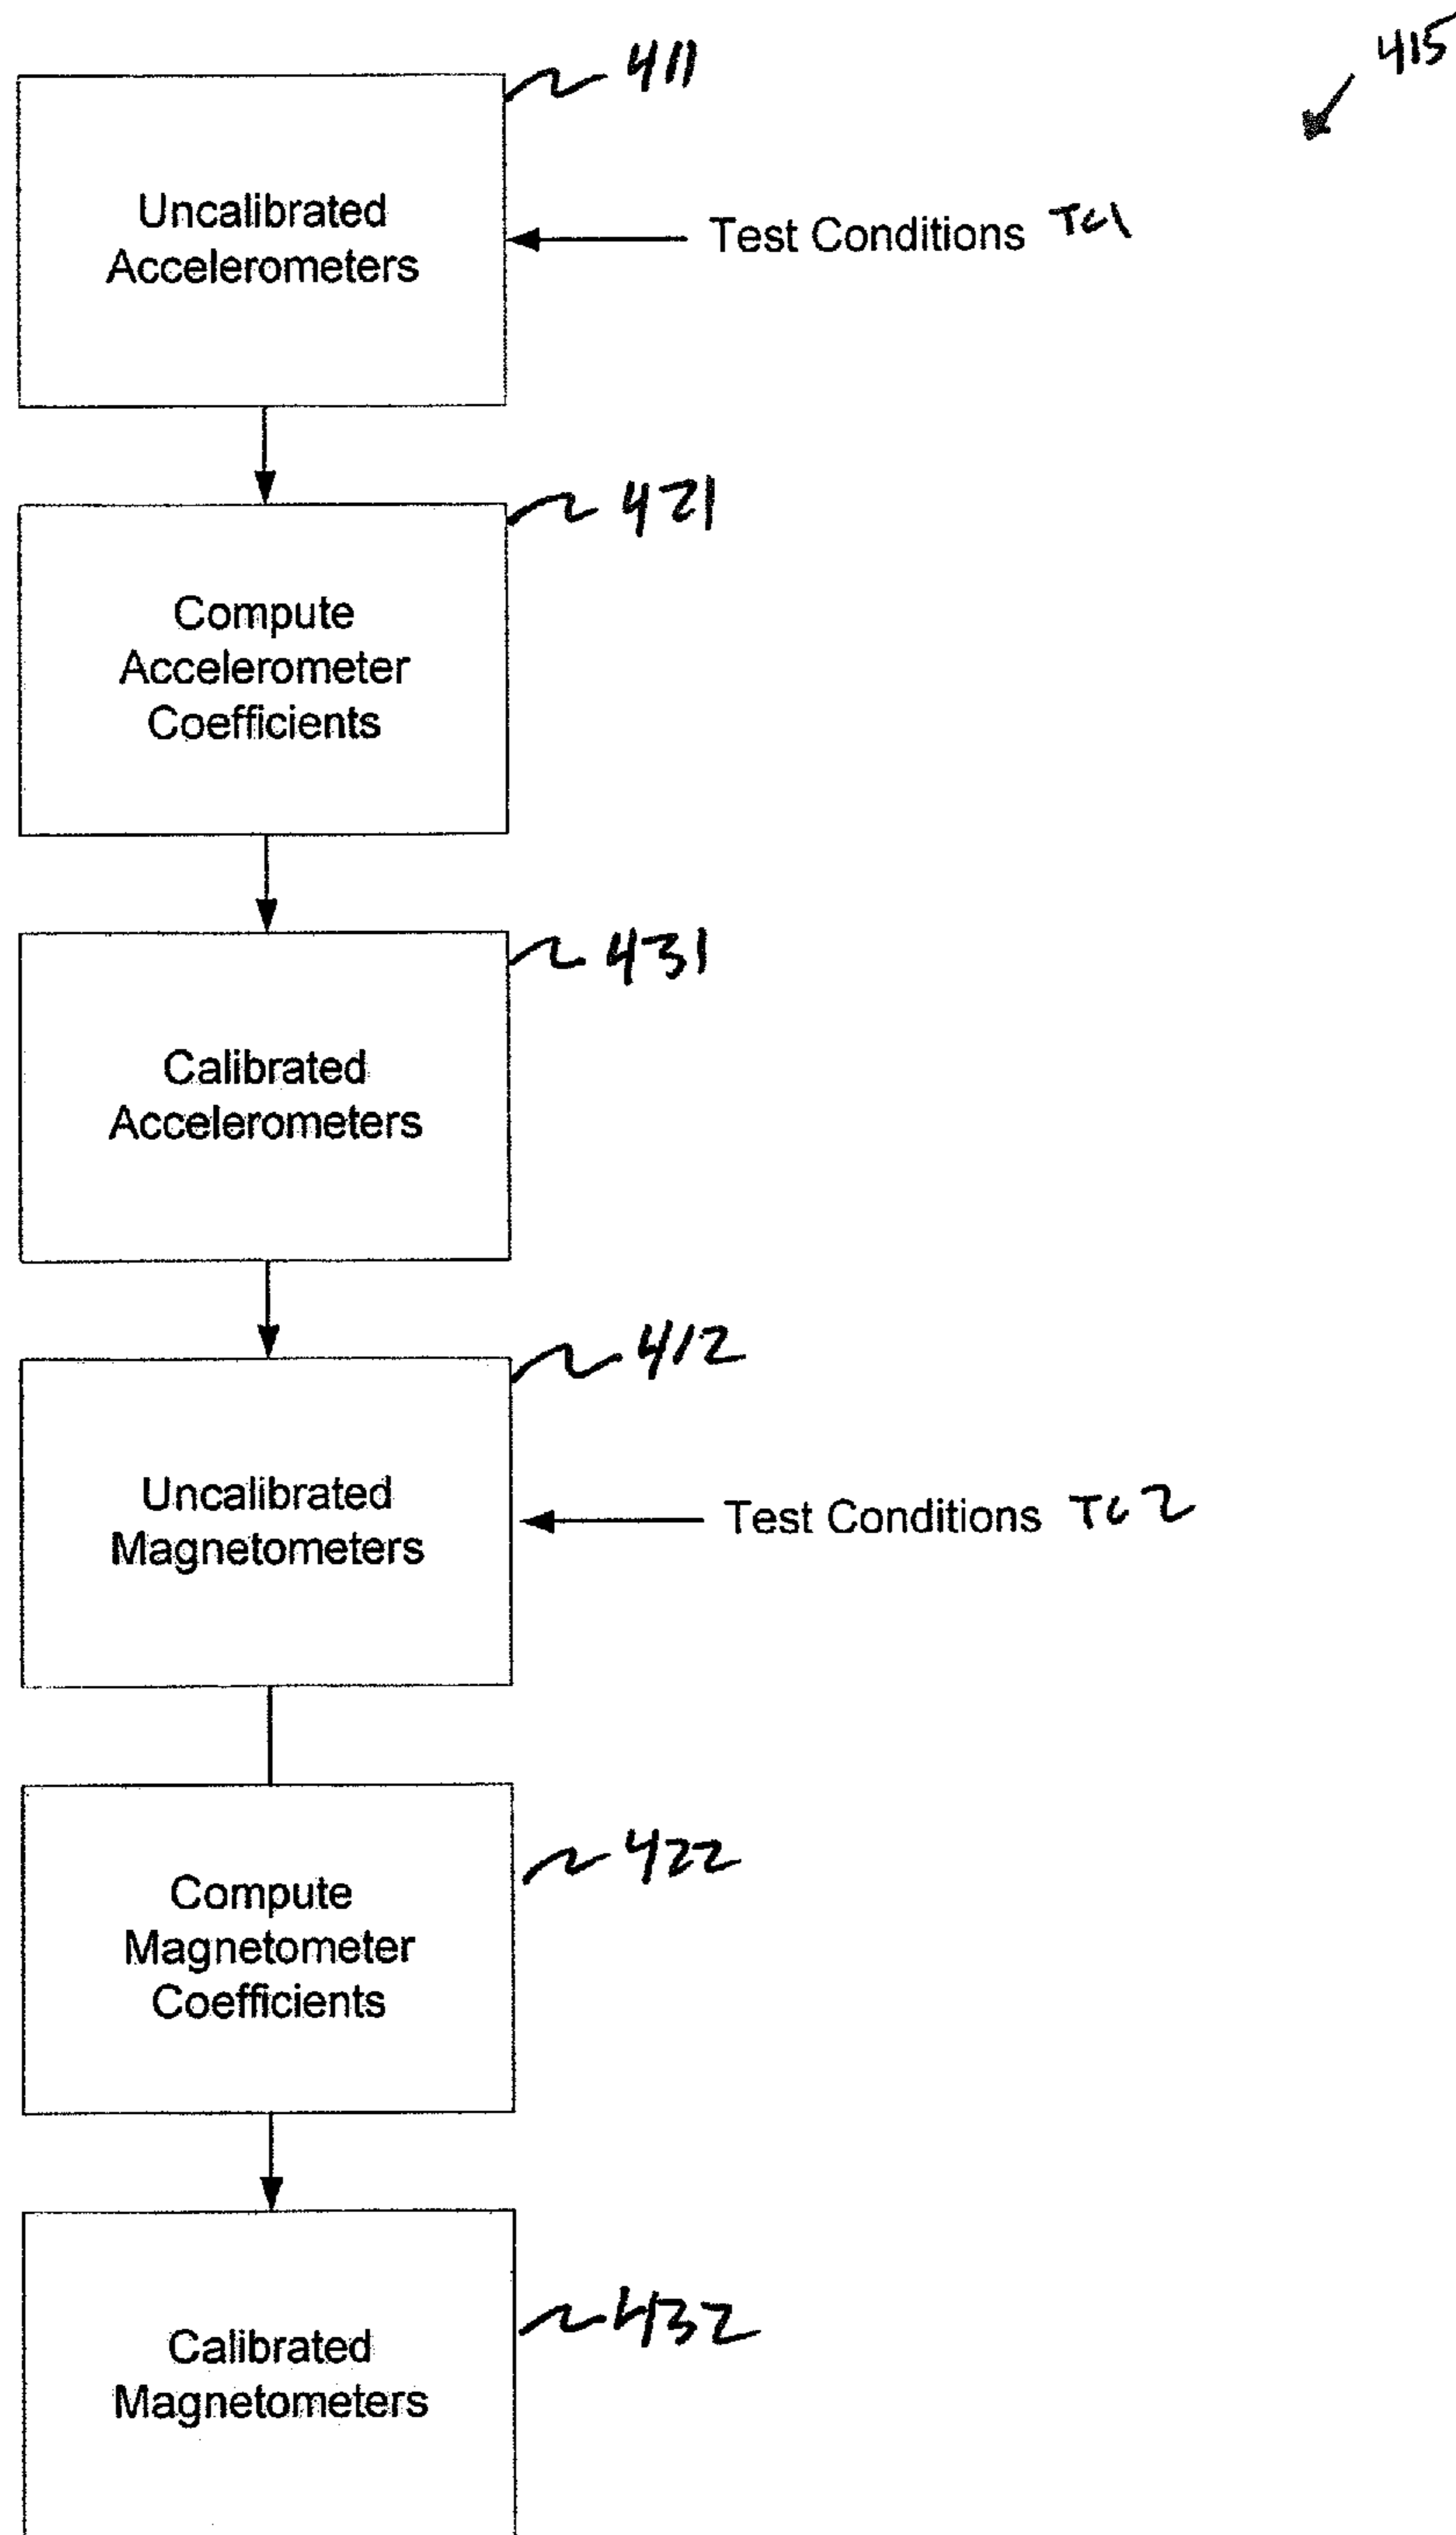 411
415
Uncalibrated
Accelerometers
Test Conditions TC1
421
Compute
Accelerometer
Coefficients
431
Calibrated
Accelerometers
412
Uncalibrated
Magnetometers
Test Conditions TC2
422
Compute
Magnetometer
Coefficients
432
Calibrated
Magnetometers